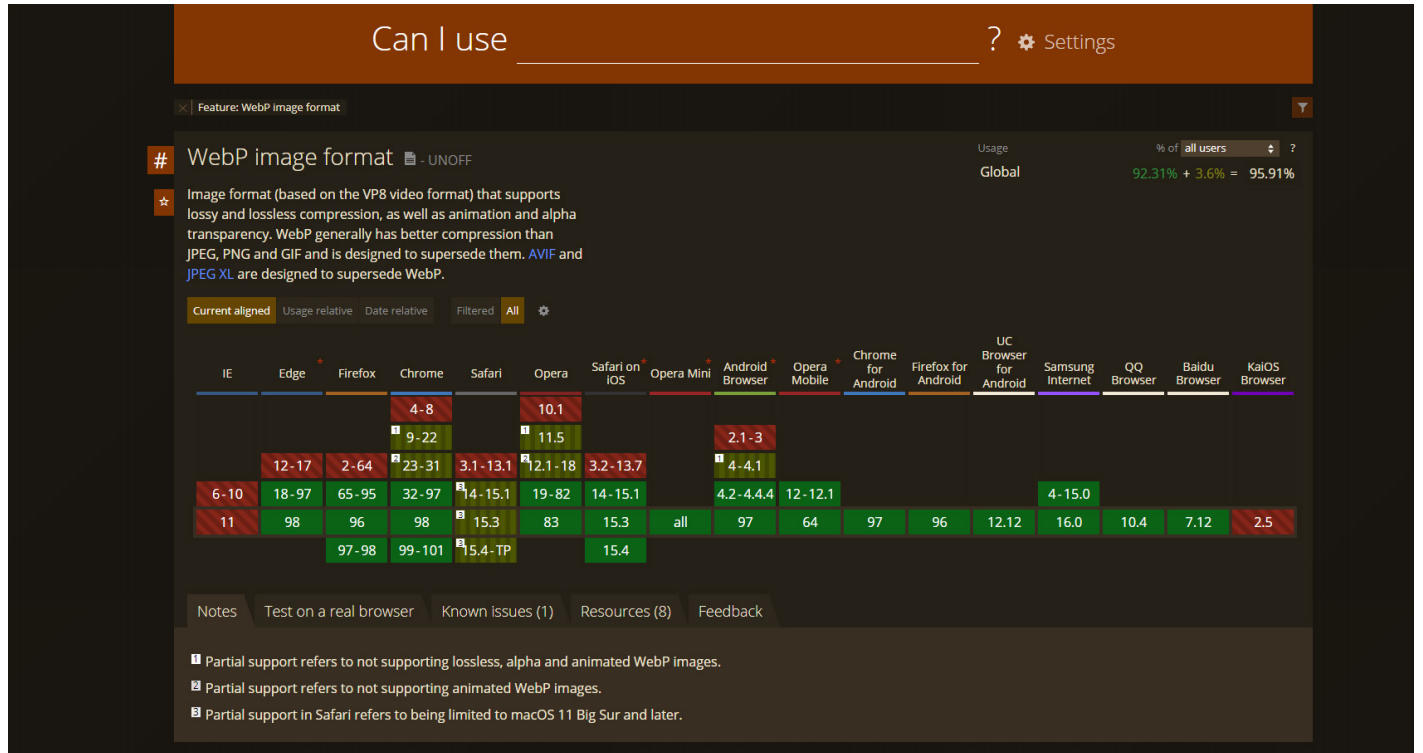 Can I use ? Settings
Feature: WebP image format
# WebP image format - UNOFF
Usage % of all users ?
Global 92.31% + 3.6% = 95.91%
Image format (based on the VP8 video format) that supports
lossy and lossless compression, as well as animation and alpha
transparency. WebP generally has better compression than
JPEG, PNG and GIF and is designed to supersede them. AVIF and
JPEG XL are designed to supersede WebP.
Current aligned Usage relative Date relative Filtered All
IE Edge * Firefox Chrome Safari Opera Safari on iOS * Opera Mini * Android Browser * Opera Mobile * Chrome for Android Firefox for Android UC Browser for Android Samsung Internet QQ Browser Baidu Browser KaiOS Browser
4-8 10.1
1 9-22 1 11.5 2.1-3
12-17 2-64 2 23-31 3.1-13.1 2 12.1-18 3.2-13.7 1 4-4.1
6-10 18-97 65-95 32-97 3 14-15.1 19-82 14-15.1 4.2-4.4.4 12-12.1 4-15.0
11 98 96 98 3 15.3 83 15.3 all 97 64 97 96 12.12 16.0 10.4 7.12 2.5
97-98 99-101 3 15.4-TP 15.4
Notes Test on a real browser Known issues (1) Resources (8) Feedback
1 Partial support refers to not supporting lossless, alpha and animated WebP images.
2 Partial support refers to not supporting animated WebP images.
3 Partial support in Safari refers to being limited to macOS 11 Big Sur and later.